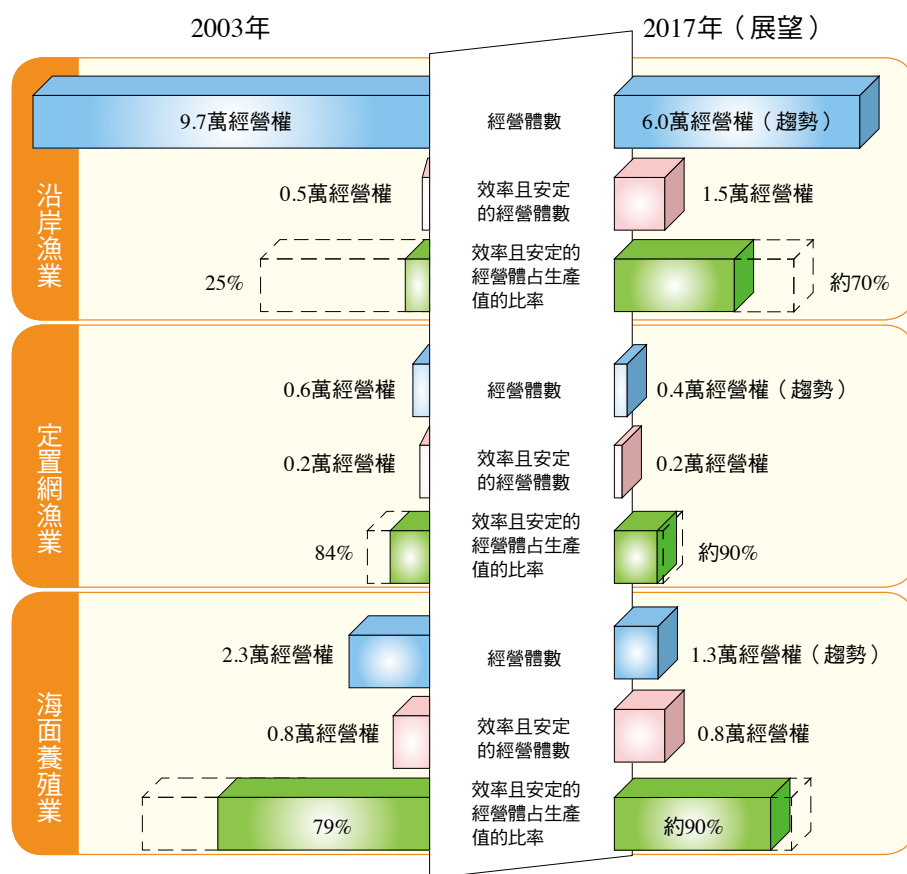 2003年
2017年（展望）
沿岸漁業
9.7萬經營權
經營體數
6.0萬經營權（趨勢）
0.5萬經營權
效率且安定
的經營體數
1.5萬經營權
25%
效率且安定的
經營體占生產
值的比率
約70%
定置網漁業
0.6萬經營權
經營體數
0.4萬經營權（趨勢）
0.2萬經營權
效率且安定
的經營體數
0.2萬經營權
84%
效率且安定的
經營體占生產
值的比率
約90%
海面養殖業
2.3萬經營權
經營體數
1.3萬經營權（趨勢）
0.8萬經營權
效率且安定
的經營體數
0.8萬經營權
79%
效率且安定的
經營體占生產
值的比率
約90%